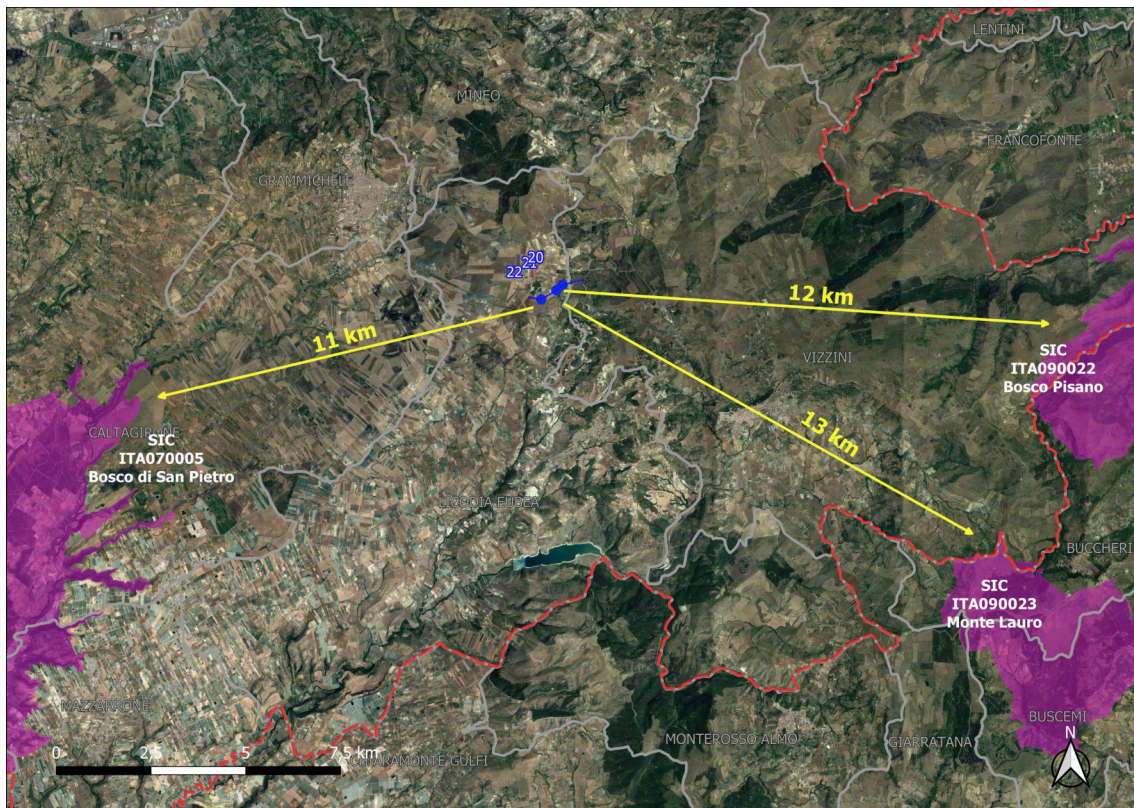 LENTINI
MINEO
FRANCOFONTE
GRAMMICHELE
20
21
22
12 km
11 km
VIZZINI
SIC
ITA090022
Bosco Pisano
CALTAGIRONE
SIC
ITA070005
Bosco di San Pietro
13 km
LICODIA EUBEA
BUCCHERI
SIC
ITA090023
Monte Lauro
MAZZARRONE
BUSCEMI
MONTEROSSO ALMO
GIARRATANA
N
0 2,5 5 7,5 km
CHIARAMONTE GULFI